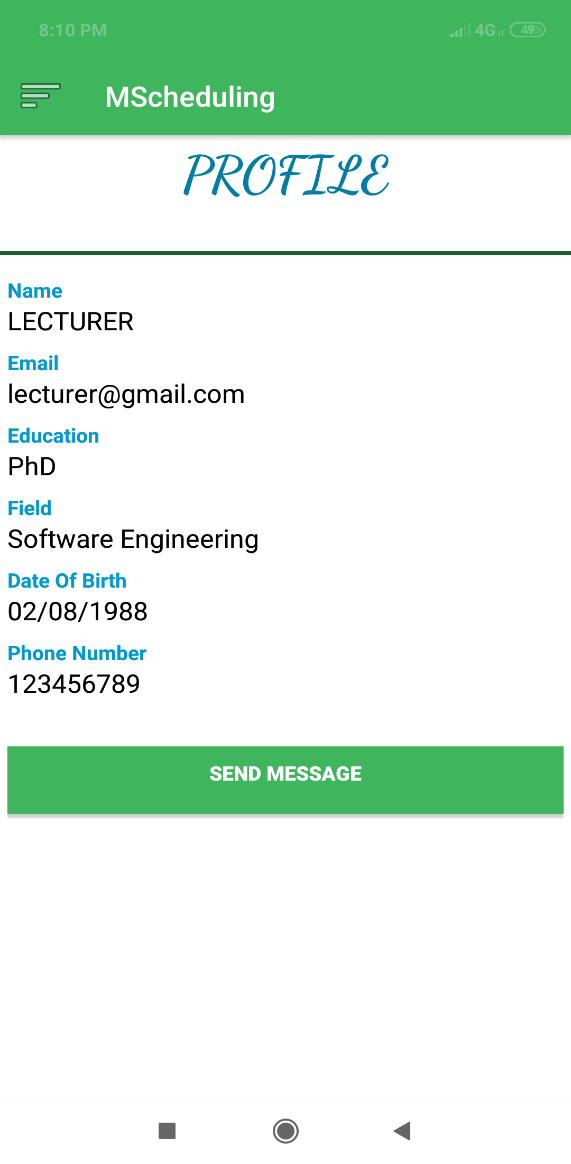 8:10 PM 4G 49
MScheduling
PROFILE
Name
LECTURER
Email
lecturer@gmail.com
Education
PhD
Field
Software Engineering
Date Of Birth
02/08/1988
Phone Number
123456789
SEND MESSAGE